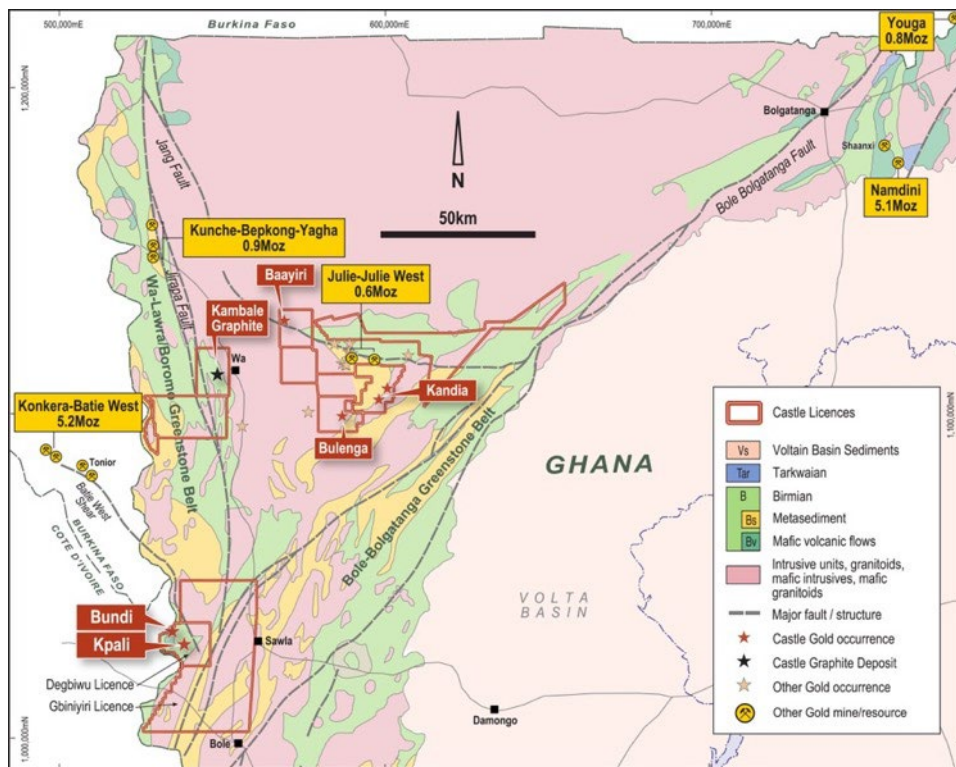 500,000mE
Burkina Faso
600,000mE
700,000mE
Youga
0.8Moz
1,200,000mN
Bolgatanga
Shaanxi
Jang Fault
N
Bole Bolgatanga Fault
Namdini
5.1Moz
50km
Kunche-Bepkong-Yagha
0.9Moz
Baayiri
Julie-Julie West
0.6Moz
Jirapa Fault
Wa-Lawra/Boromo Greenstone Belt
Kambale
Graphite
Wa
Kandia
Konkera-Batie West
5.2Moz
Bulenga
1,100,000mN
Tonior
Batie West
Shear
GHANA
Bole-Bolgatanga Greenstone Belt
BURKINA FASO
COTE D'IVOIRE
VOLTA
BASIN
Bundi
Kpali
Sawla
Degbiwu Licence
Gbiniyiri Licence
Damongo
Bole
1,000,000mN
Castle Licences
Vs Voltain Basin Sediments
Tar Tarkwaian
B Birmian
Bs Metasediment
Bv Mafic volcanic flows
Intrusive units, granitoids,
mafic intrusives, mafic
granitoids
Major fault / structure
Castle Gold occurrence
Castle Graphite Deposit
Other Gold occurrence
Other Gold mine/resource